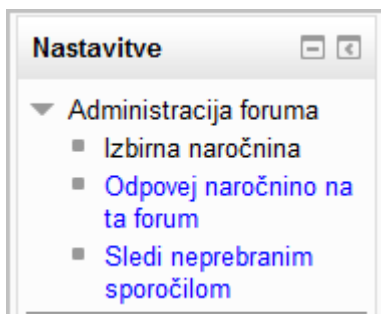 Nastavitve
Administracija foruma
Izbirna naročnina
Odpovej naročnino na
ta forum
Sledi neprebranim
sporočilom